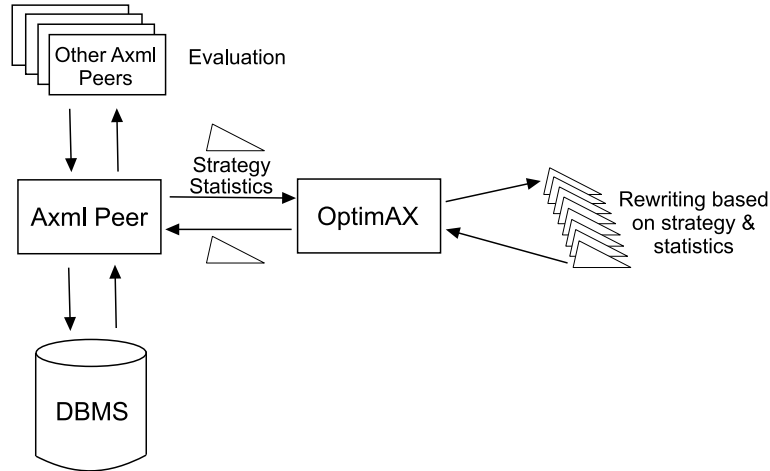 Other Axml
Peers
Evaluation
Strategy
Statistics
Axml Peer
OptimAX
Rewriting based
on strategy &
statistics
DBMS